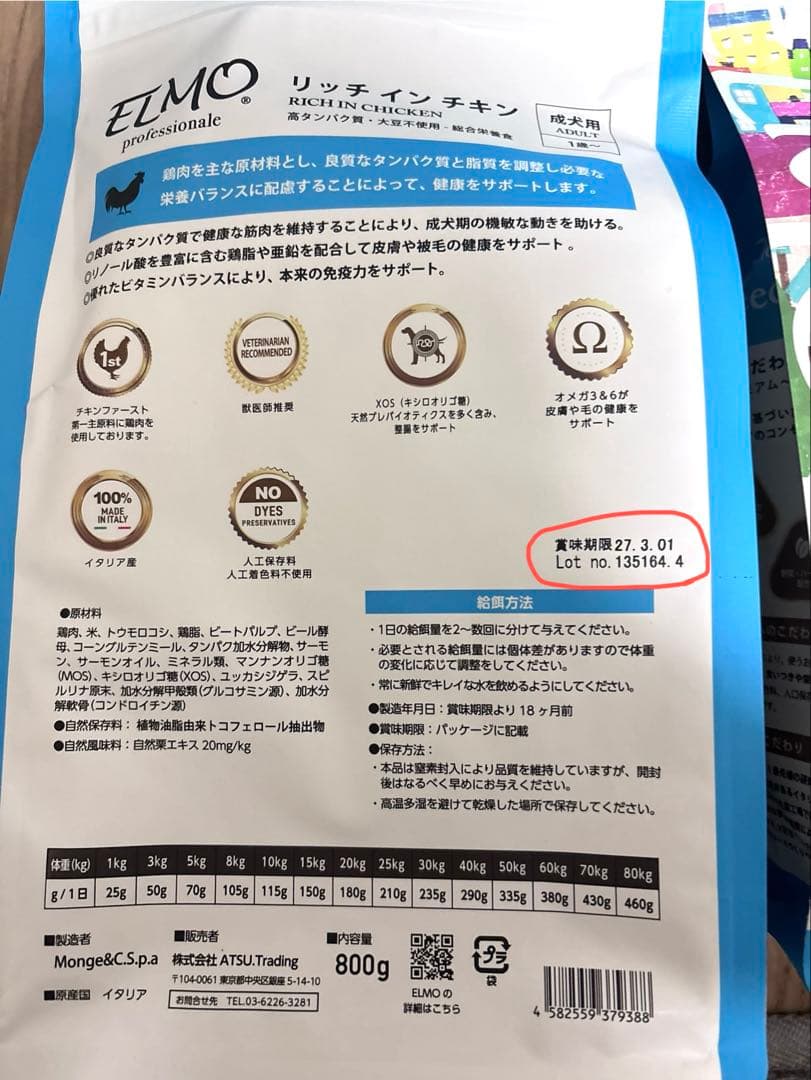 ELMO®
professionale
リッチ イン チキン
RICH IN CHICKEN
高タンパク質・大豆不使用 - 総合栄養食
成犬用
ADULT
1歳〜
鶏肉を主な原材料とし、良質なタンパク質と脂質を調整し必要な
栄養バランスに配慮することによって、健康をサポートします。
◎良質なタンパク質で健康な筋肉を維持することにより、成犬期の機敏な動きを助ける。
◎リノール酸を豊富に含む鶏脂や亜鉛を配合して皮膚や被毛の健康をサポート。
◎優れたビタミンバランスにより、本来の免疫力をサポート。
1st
チキンファースト
第一主原料に鶏肉を
使用しております。
VETERINARIAN
RECOMMENDED
獣医師推奨
XOS（キシロオリゴ糖）
天然プレバイオティクスを多く含み、
整腸をサポート
Ω
オメガ3＆6が
皮膚や毛の健康を
サポート
100%
MADE
IN ITALY
イタリア産
NO
DYES
PRESERVATIVES
人工保存料
人工着色料不使用
賞味期限27. 3. 01
Lot no. 135164. 4
●原材料
鶏肉、米、トウモロコシ、鶏脂、ビートパルプ、ビール酵
母、コーングルテンミール、タンパク加水分解物、サーモ
ン、サーモンオイル、ミネラル類、マンナンオリゴ糖
(MOS)、キシロオリゴ糖(XOS)、ユッカシジゲラ、スピ
ルリナ原末、加水分解甲殻類(グルコサミン源)、加水分
解軟骨(コンドロイチン源)
●自然保存料： 植物油脂由来トコフェロール抽出物
●自然風味料：自然栗エキス 20mg/kg
給餌方法
・1日の給餌量を2〜数回に分けて与えてください。
・必要とされる給餌量には個体差がありますので体重
の変化に応じて調整をしてください。
・常に新鮮でキレイな水を飲めるようにしてください。
●製造年月日：賞味期限より 18 ヶ月前
●賞味期限：パッケージに記載
●保存方法：
・本品は窒素封入により品質を維持していますが、開封
後はなるべく早めにお与えください。
・高温多湿を避けて乾燥した場所で保存してください。
体重(kg) 1kg 3kg 5kg 8kg 10kg 15kg 20kg 25kg 30kg 40kg 50kg 60kg 70kg 80kg
g / 1日 25g 50g 70g 105g 115g 150g 180g 210g 235g 290g 335g 380g 430g 460g
■製造者
Monge&C.S.p.a
■原産国 イタリア
■販売者
株式会社 ATSU.Trading
〒104-0061 東京都中央区銀座 5-14-10
お問合せ先 TEL.03-6226-3281
■内容量
800g
ELMO の
詳細はこちら
プラ
袋
4 582559 379388